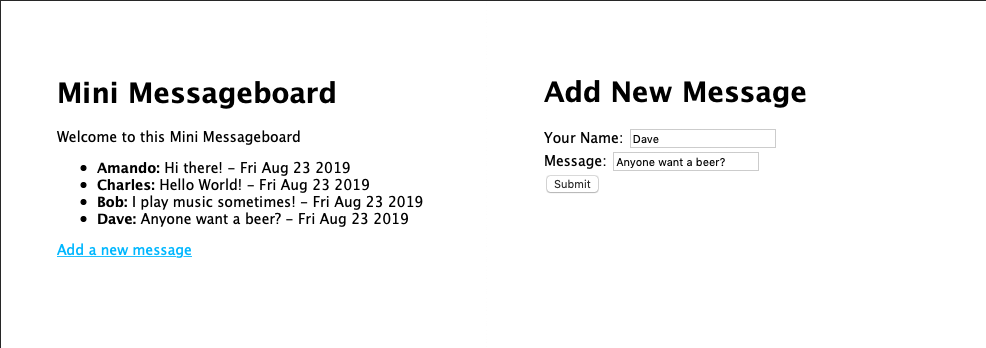 Mini Messageboard
Welcome to this Mini Messageboard
Amando: Hi there! - Fri Aug 23 2019
Charles: Hello World! - Fri Aug 23 2019
Bob: I play music sometimes! - Fri Aug 23 2019
Dave: Anyone want a beer? - Fri Aug 23 2019
Add a new message
Add New Message
Your Name: Dave
Message: Anyone want a beer?
Submit